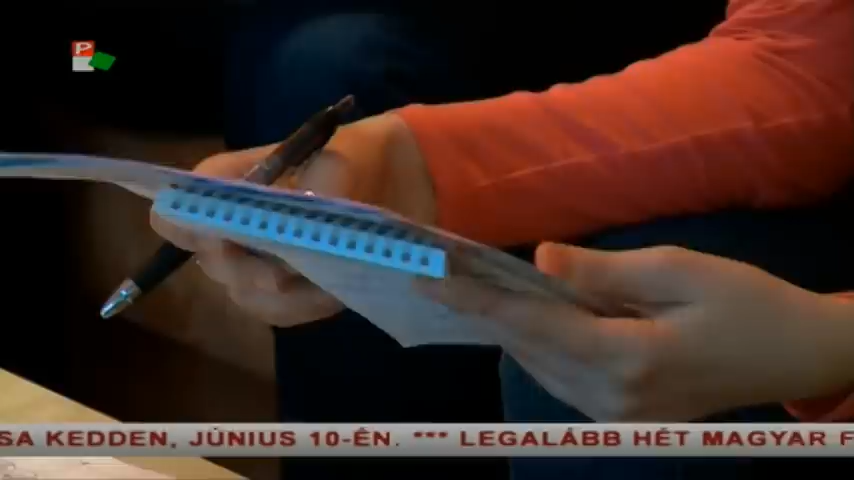 P
SA KEDDEN, JÚNIUS 10-ÉN. *** LEGALÁBB HÉT MAGYAR F